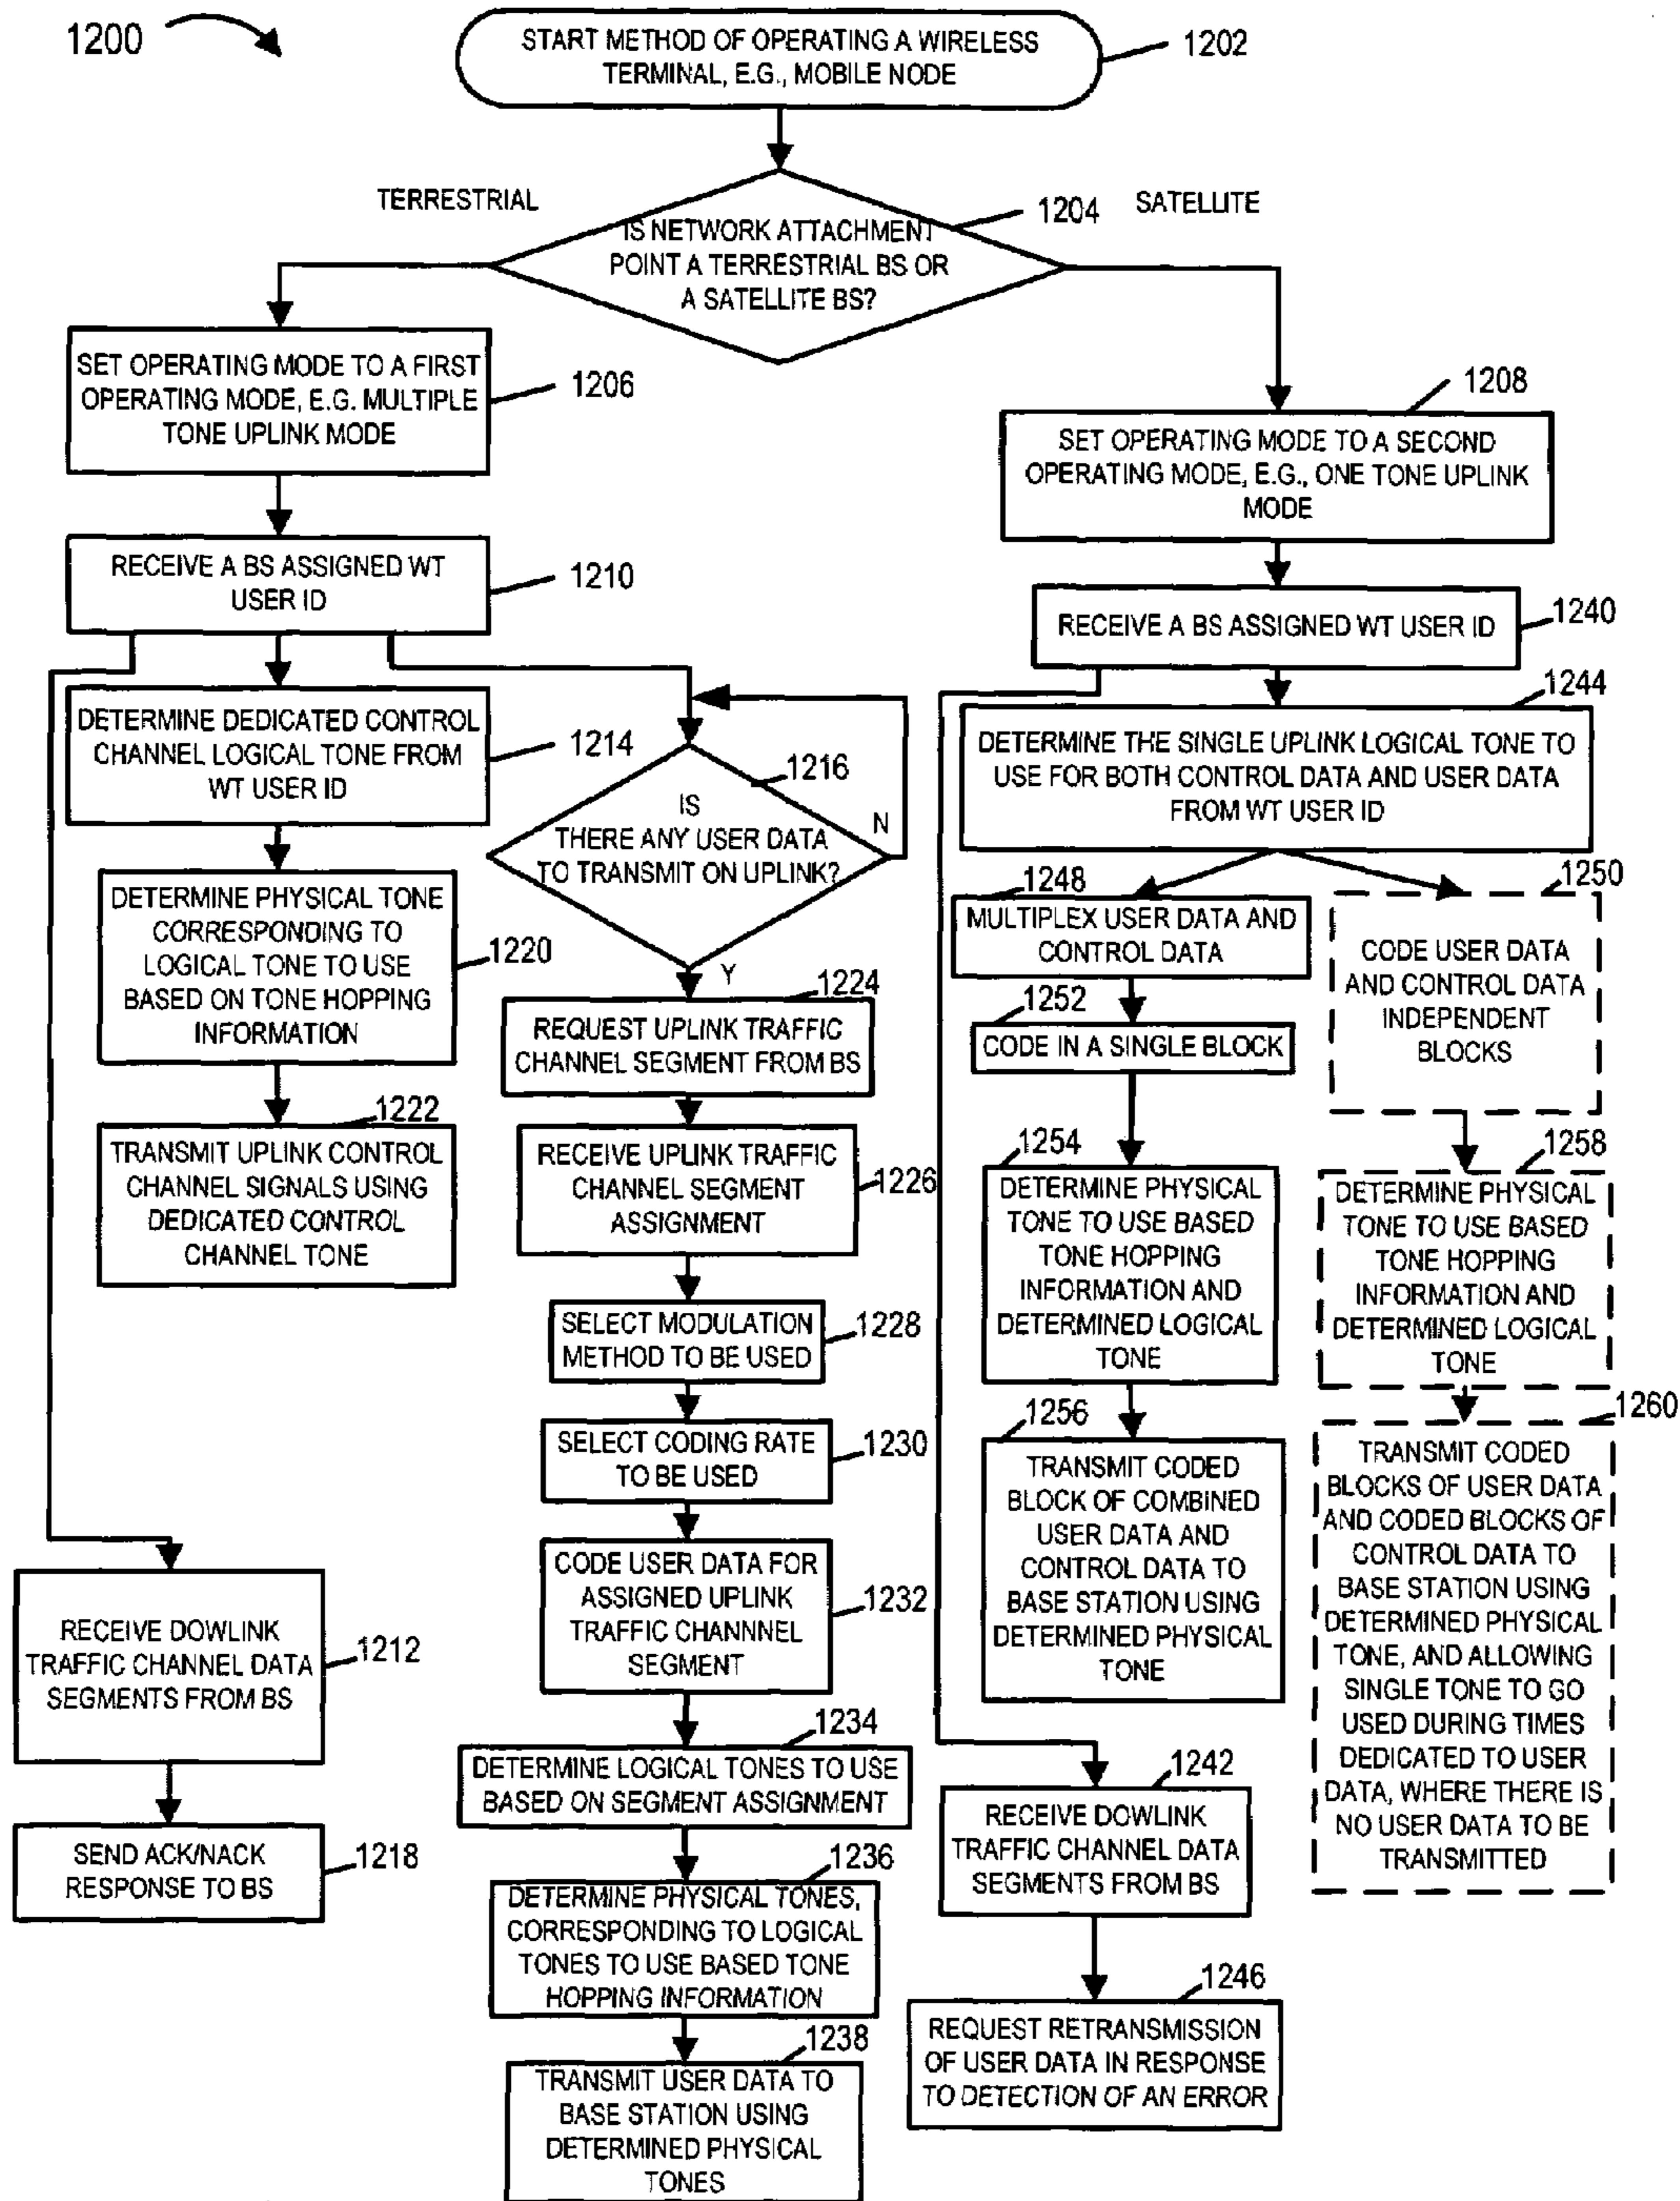 1200
START METHOD OF OPERATING A WIRELESS
TERMINAL, E.G., MOBILE NODE
1202
TERRESTRIAL
SATELLITE
1204
IS NETWORK ATTACHMENT
POINT A TERRESTRIAL BS OR
A SATELLITE BS?
SET OPERATING MODE TO A FIRST
OPERATING MODE, E.G. MULTIPLE
TONE UPLINK MODE
1206
1208
SET OPERATING MODE TO A SECOND
OPERATING MODE, E.G., ONE TONE UPLINK
MODE
RECEIVE A BS ASSIGNED WT
USER ID
1210
RECEIVE A BS ASSIGNED WT USER ID
1240
DETERMINE DEDICATED CONTROL
CHANNEL LOGICAL TONE FROM
WT USER ID
1214
1216
IS
THERE ANY USER DATA
TO TRANSMIT ON UPLINK?
N
Y
1244
DETERMINE THE SINGLE UPLINK LOGICAL TONE TO
USE FOR BOTH CONTROL DATA AND USER DATA
FROM WT USER ID
DETERMINE PHYSICAL TONE
CORRESPONDING TO
LOGICAL TONE TO USE
BASED ON TONE HOPPING
INFORMATION
1220
1222
TRANSMIT UPLINK CONTROL
CHANNEL SIGNALS USING
DEDICATED CONTROL
CHANNEL TONE
1224
REQUEST UPLINK TRAFFIC
CHANNEL SEGMENT FROM BS
RECEIVE UPLINK TRAFFIC
CHANNEL SEGMENT
ASSIGNMENT
1226
SELECT MODULATION
METHOD TO BE USED
1228
SELECT CODING RATE
TO BE USED
1230
CODE USER DATA FOR
ASSIGNED UPLINK
TRAFFIC CHANNNEL
SEGMENT
1232
1234
DETERMINE LOGICAL TONES TO USE
BASED ON SEGMENT ASSIGNMENT
1236
DETERMINE PHYSICAL TONES,
CORRESPONDING TO LOGICAL
TONES TO USE BASED TONE
HOPPING INFORMATION
1238
TRANSMIT USER DATA TO
BASE STATION USING
DETERMINED PHYSICAL
TONES
RECEIVE DOWLINK
TRAFFIC CHANNEL DATA
SEGMENTS FROM BS
1212
SEND ACK/NACK
RESPONSE TO BS
1218
1248
MULTIPLEX USER DATA AND
CONTROL DATA
1252
CODE IN A SINGLE BLOCK
1254
DETERMINE PHYSICAL
TONE TO USE BASED
TONE HOPPING
INFORMATION AND
DETERMINED LOGICAL
TONE
1256
TRANSMIT CODED
BLOCK OF COMBINED
USER DATA AND
CONTROL DATA TO
BASE STATION USING
DETERMINED PHYSICAL
TONE
1250
CODE USER DATA
AND CONTROL DATA
INDEPENDENT
BLOCKS
1258
DETERMINE PHYSICAL
TONE TO USE BASED
TONE HOPPING
INFORMATION AND
DETERMINED LOGICAL
TONE
1260
TRANSMIT CODED
BLOCKS OF USER DATA
AND CODED BLOCKS OF
CONTROL DATA TO
BASE STATION USING
DETERMINED PHYSICAL
TONE, AND ALLOWING
SINGLE TONE TO GO
USED DURING TIMES
DEDICATED TO USER
DATA, WHERE THERE IS
NO USER DATA TO BE
TRANSMITTED
1242
RECEIVE DOWLINK
TRAFFIC CHANNEL DATA
SEGMENTS FROM BS
1246
REQUEST RETRANSMISSION
OF USER DATA IN RESPONSE
TO DETECTION OF AN ERROR